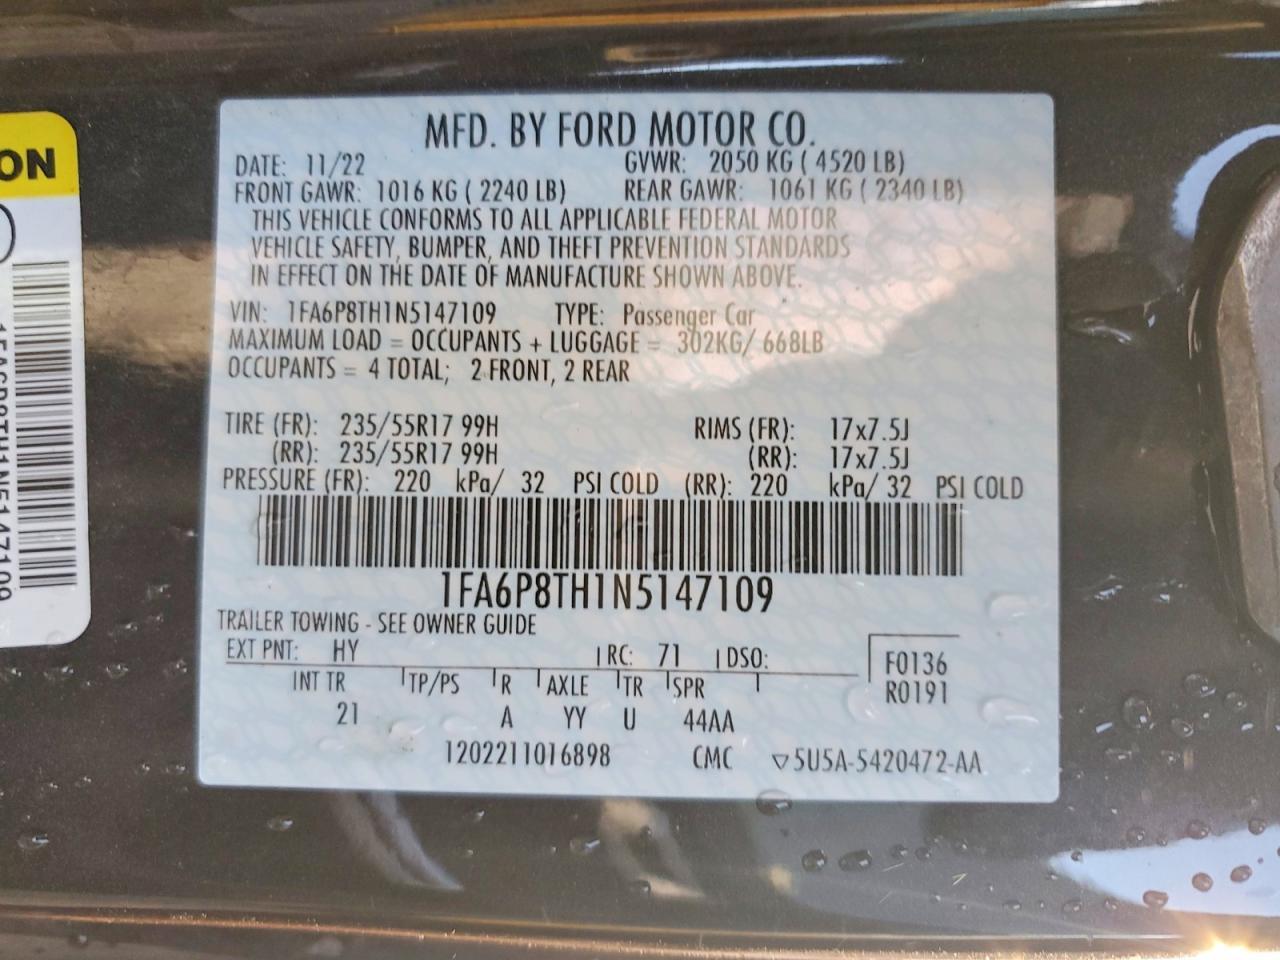 MFD. BY FORD MOTOR CO.
DATE: 11/22 GVWR: 2050 KG ( 4520 LB)
FRONT GAWR: 1016 KG ( 2240 LB) REAR GAWR: 1061 KG ( 2340 LB)
THIS VEHICLE CONFORMS TO ALL APPLICABLE FEDERAL MOTOR
VEHICLE SAFETY, BUMPER, AND THEFT PREVENTION STANDARDS
IN EFFECT ON THE DATE OF MANUFACTURE SHOWN ABOVE.
VIN: 1FA6P8TH1N5147109 TYPE: Passenger Car
MAXIMUM LOAD = OCCUPANTS + LUGGAGE = 302KG/ 668LB
OCCUPANTS = 4 TOTAL; 2 FRONT, 2 REAR
TIRE (FR): 235/55R17 99H RIMS (FR): 17x7.5J
(RR): 235/55R17 99H (RR): 17x7.5J
PRESSURE (FR): 220 kPa/ 32 PSI COLD (RR): 220 kPa/ 32 PSI COLD
1FA6P8TH1N5147109
TRAILER TOWING - SEE OWNER GUIDE
EXT PNT: HY RC: 71 DSO: F0136
R0191
INT TR TP/PS R AXLE TR SPR
21 A YY U 44AA
1202211016898 CMC ▽5U5A-5420472-AA
ON
1FA6P8TH1N5147109